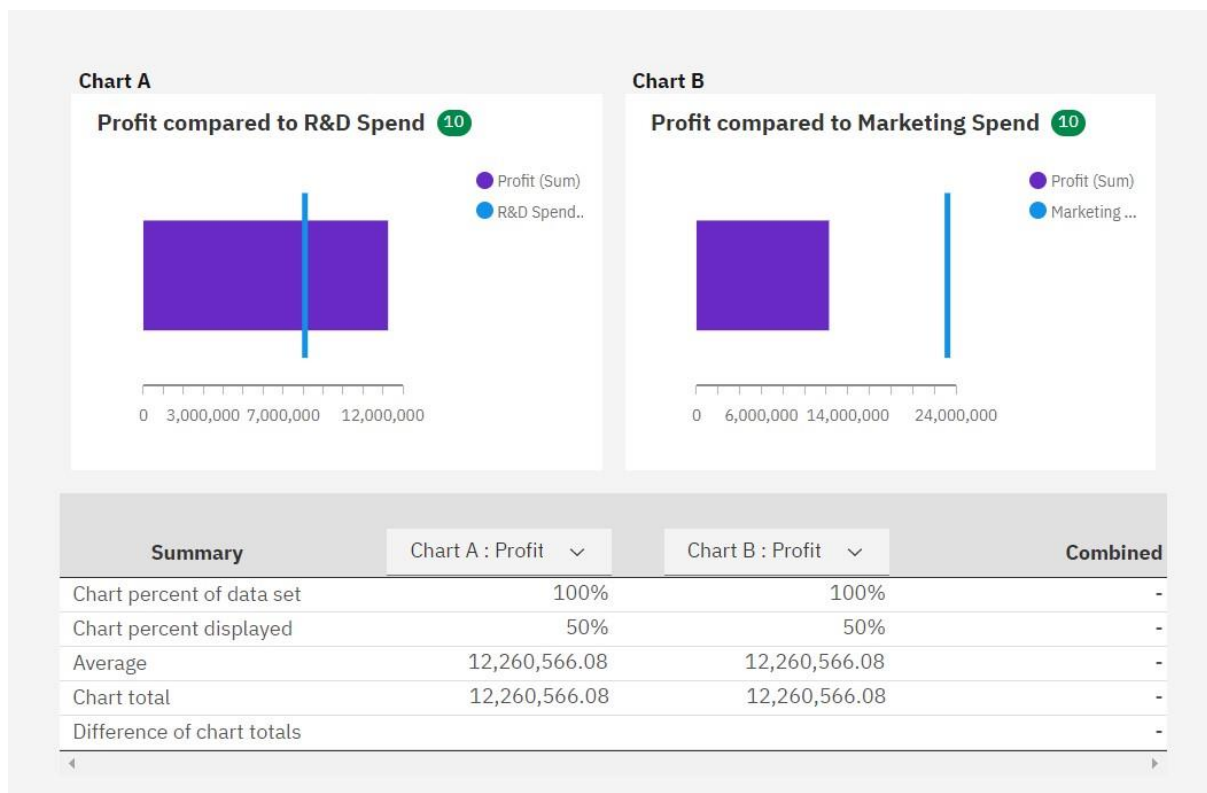 Chart A
Profit compared to R&D Spend 10
Profit (Sum)
R&D Spend..
0 3,000,000 7,000,000 12,000,000
Chart B
Profit compared to Marketing Spend 10
Profit (Sum)
Marketing ...
0 6,000,000 14,000,000 24,000,000
Summary Chart A : Profit Chart B : Profit Combined
Chart percent of data set 100% 100% -
Chart percent displayed 50% 50% -
Average 12,260,566.08 12,260,566.08 -
Chart total 12,260,566.08 12,260,566.08 -
Difference of chart totals -